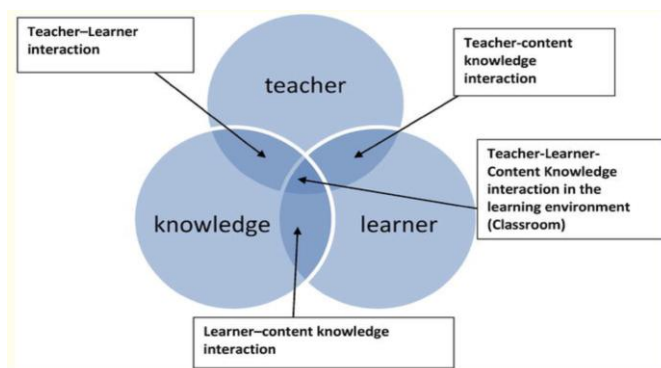 Teacher–Learner
interaction
Teacher-content
knowledge
interaction
teacher
Teacher-Learner-
Content Knowledge
interaction in the
learning environment
(Classroom)
knowledge
learner
Learner–content knowledge
interaction